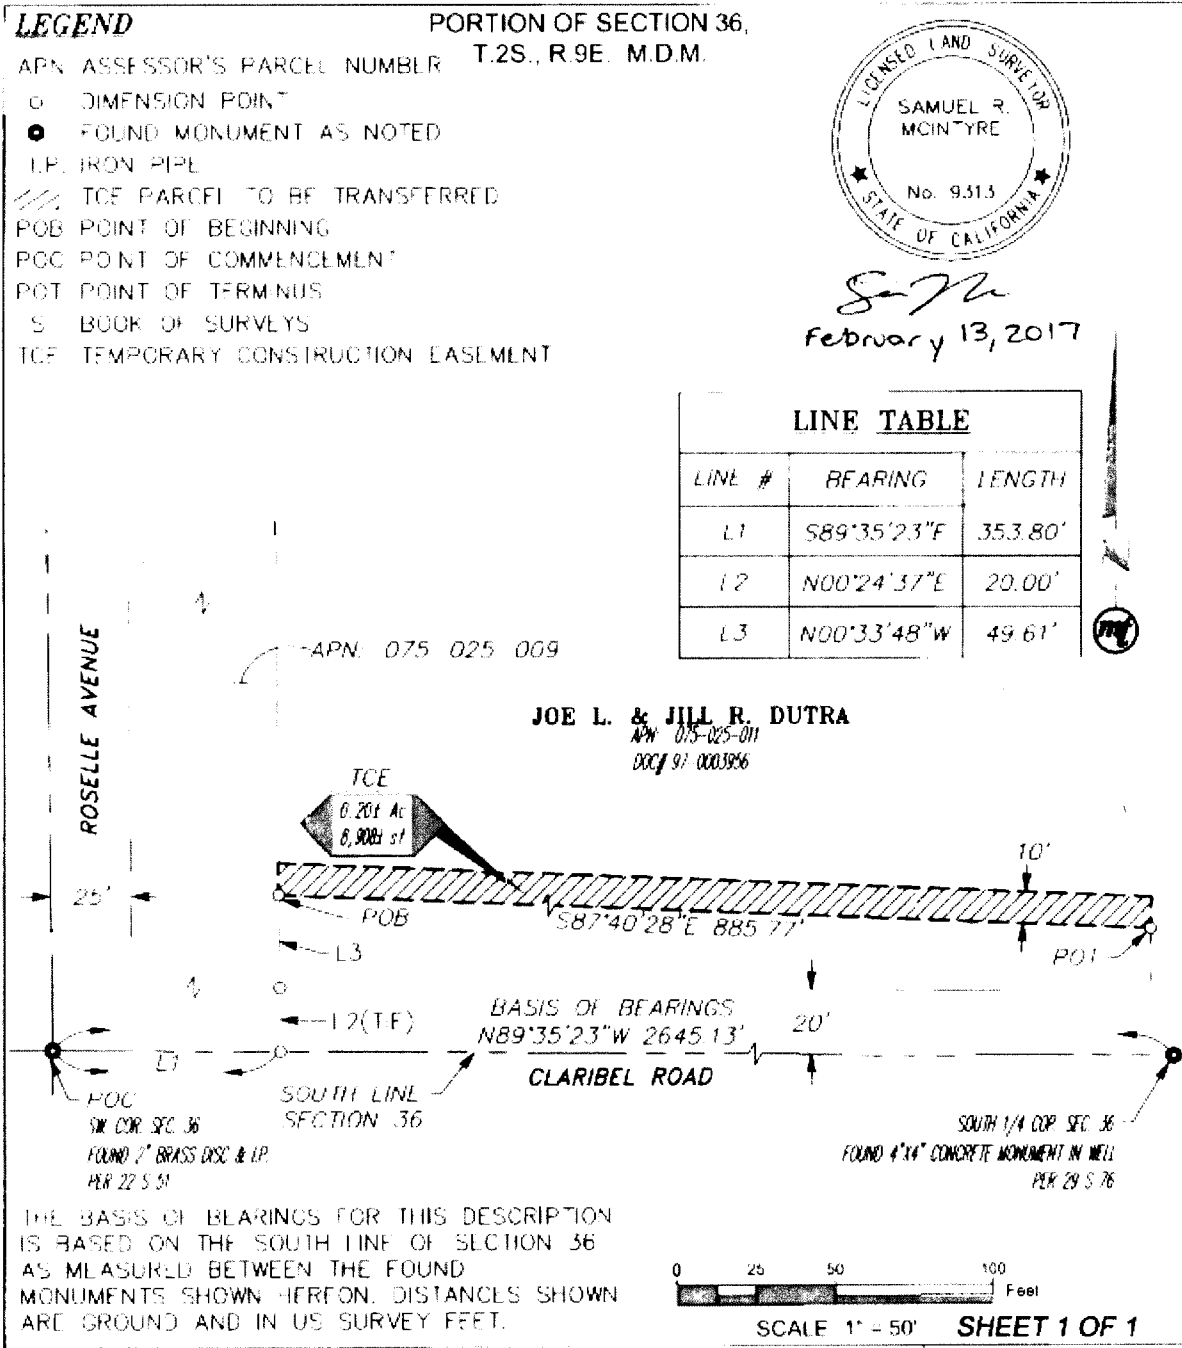 LEGEND
PORTION OF SECTION 36,
T.2S., R.9E. M.D.M.
APN ASSESSOR'S PARCEL NUMBER
DIMENSION POINT
FOUND MONUMENT AS NOTED
I.P. IRON PIPE
TCE PARCEL TO BE TRANSFERRED
POB POINT OF BEGINNING
POC POINT OF COMMENCEMENT
POT POINT OF TERMINUS
S BOOK OF SURVEYS
TCE TEMPORARY CONSTRUCTION EASEMENT
LICENSED LAND SURVEYOR
SAMUEL R.
MCINTYRE
No. 9313
STATE OF CALIFORNIA
February 13, 2017
LINE TABLE
LINE # BEARING LENGTH
L1 S89°35'23"E 353.80'
L2 N00°24'37"E 20.00'
L3 N00°33'48"W 49.61'
mf
ROSELLE AVENUE
APN: 075 025 009
JOE L. & JILL R. DUTRA
APN: 075-025-011
DOC# 97-0003956
TCE
0.20± Ac
8,908± sf
10'
25'
POB
S87°40'28"E 885.77'
POT
L3
L2(TIE)
BASIS OF BEARINGS
N89°35'23"W 2645.13'
20'
L1
CLARIBEL ROAD
POC
SW COR. SEC. 36
FOUND 2" BRASS DISC & I.P.
PER 22 S 51
SOUTH LINE
SECTION 36
SOUTH 1/4 COR. SEC. 36
FOUND 4"X4" CONCRETE MONUMENT IN WELL
PER 29 S 76
THE BASIS OF BEARINGS FOR THIS DESCRIPTION
IS BASED ON THE SOUTH LINE OF SECTION 36
AS MEASURED BETWEEN THE FOUND
MONUMENTS SHOWN HEREON. DISTANCES SHOWN
ARE GROUND AND IN US SURVEY FEET.
0 25 50 100
Feet
SCALE 1" = 50'
SHEET 1 OF 1